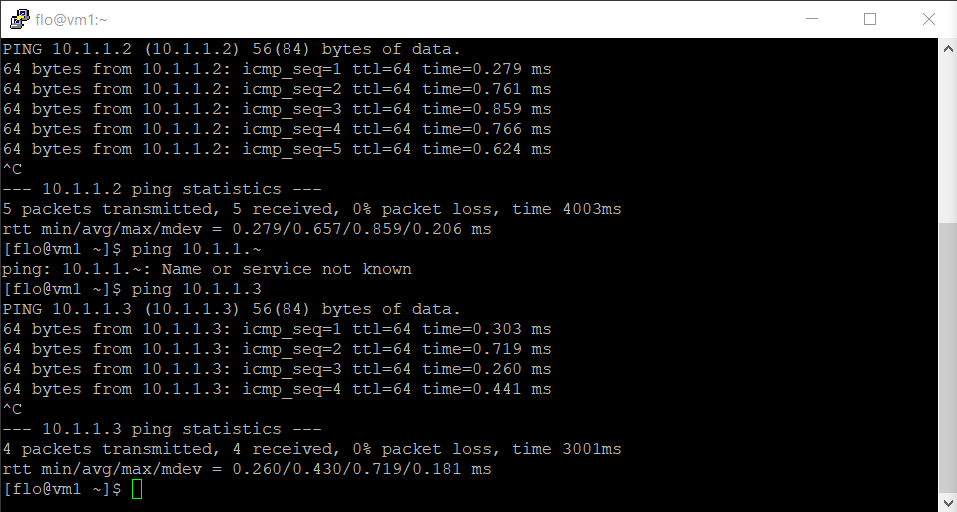 flo@vm1:~
PING 10.1.1.2 (10.1.1.2) 56(84) bytes of data.
64 bytes from 10.1.1.2: icmp_seq=1 ttl=64 time=0.279 ms
64 bytes from 10.1.1.2: icmp_seq=2 ttl=64 time=0.761 ms
64 bytes from 10.1.1.2: icmp_seq=3 ttl=64 time=0.859 ms
64 bytes from 10.1.1.2: icmp_seq=4 ttl=64 time=0.766 ms
64 bytes from 10.1.1.2: icmp_seq=5 ttl=64 time=0.624 ms
^C
--- 10.1.1.2 ping statistics ---
5 packets transmitted, 5 received, 0% packet loss, time 4003ms
rtt min/avg/max/mdev = 0.279/0.657/0.859/0.206 ms
[flo@vm1 ~]$ ping 10.1.1.~
ping: 10.1.1.~: Name or service not known
[flo@vm1 ~]$ ping 10.1.1.3
PING 10.1.1.3 (10.1.1.3) 56(84) bytes of data.
64 bytes from 10.1.1.3: icmp_seq=1 ttl=64 time=0.303 ms
64 bytes from 10.1.1.3: icmp_seq=2 ttl=64 time=0.719 ms
64 bytes from 10.1.1.3: icmp_seq=3 ttl=64 time=0.260 ms
64 bytes from 10.1.1.3: icmp_seq=4 ttl=64 time=0.441 ms
^C
--- 10.1.1.3 ping statistics ---
4 packets transmitted, 4 received, 0% packet loss, time 3001ms
rtt min/avg/max/mdev = 0.260/0.430/0.719/0.181 ms
[flo@vm1 ~]$